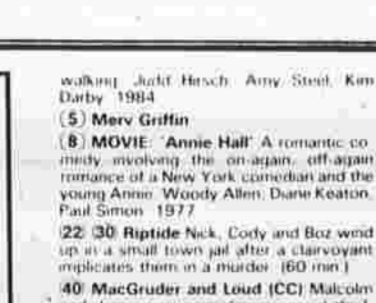 walking Judd Hirsch Amy Steel, Kim
Darby 1984
(5) Merv Griffin
(8) MOVIE: 'Annie Hall' A romantic co
medy involving the on-again, off-again
romance of a New York comedian and the
young Annie Woody Allen, Diane Keaton,
Paul Simon 1977
(22) (30) Riptide Nick, Cody and Boz wind
up in a small town jail after a clairvoyant
implicates them in a murder (60 min )
40) MacGruder and Loud (CC) Malcolm